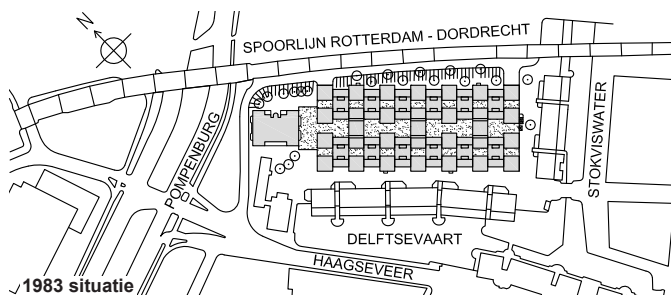 N
SPOORLIJN ROTTERDAM - DORDRECHT
POMPENBURG
STOKVISWATER
DELFTSEVAART
HAAGSEVEER
1983 situatie